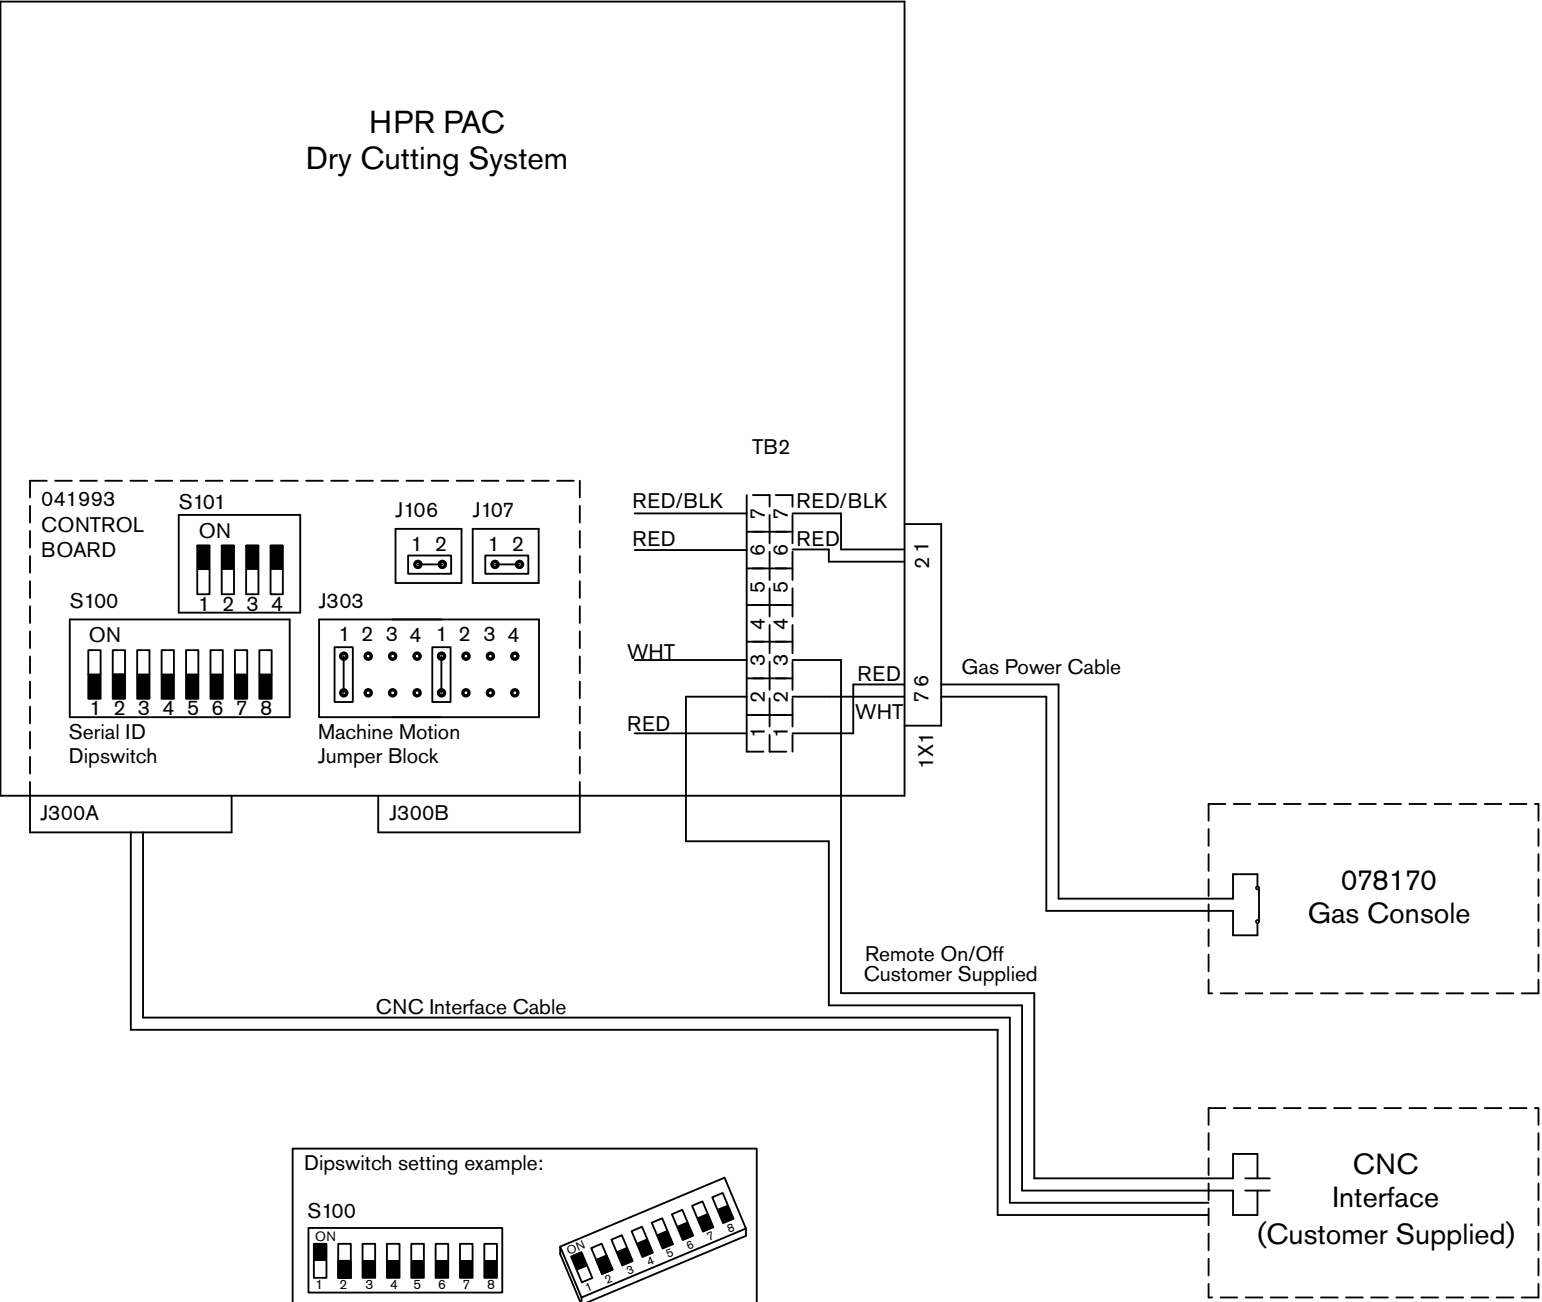 HPR PAC
Dry Cutting System
TB2
041993
CONTROL
BOARD
S101
ON
1 2 3 4
J106
1 2
J107
1 2
S100
ON
1 2 3 4 5 6 7 8
Serial ID
Dipswitch
J303
1 2 3 4 1 2 3 4
Machine Motion
Jumper Block
RED/BLK
RED
WHT
RED
7 7
6 6
5 5
4 4
3 3
2 2
1 1
RED/BLK
RED
RED
WHT
2 1
7 6
1X1
Gas Power Cable
J300A
J300B
078170
Gas Console
Remote On/Off
Customer Supplied
CNC Interface Cable
CNC
Interface
(Customer Supplied)
Dipswitch setting example:
S100
ON
1 2 3 4 5 6 7 8
ON
1 2 3 4 5 6 7 8